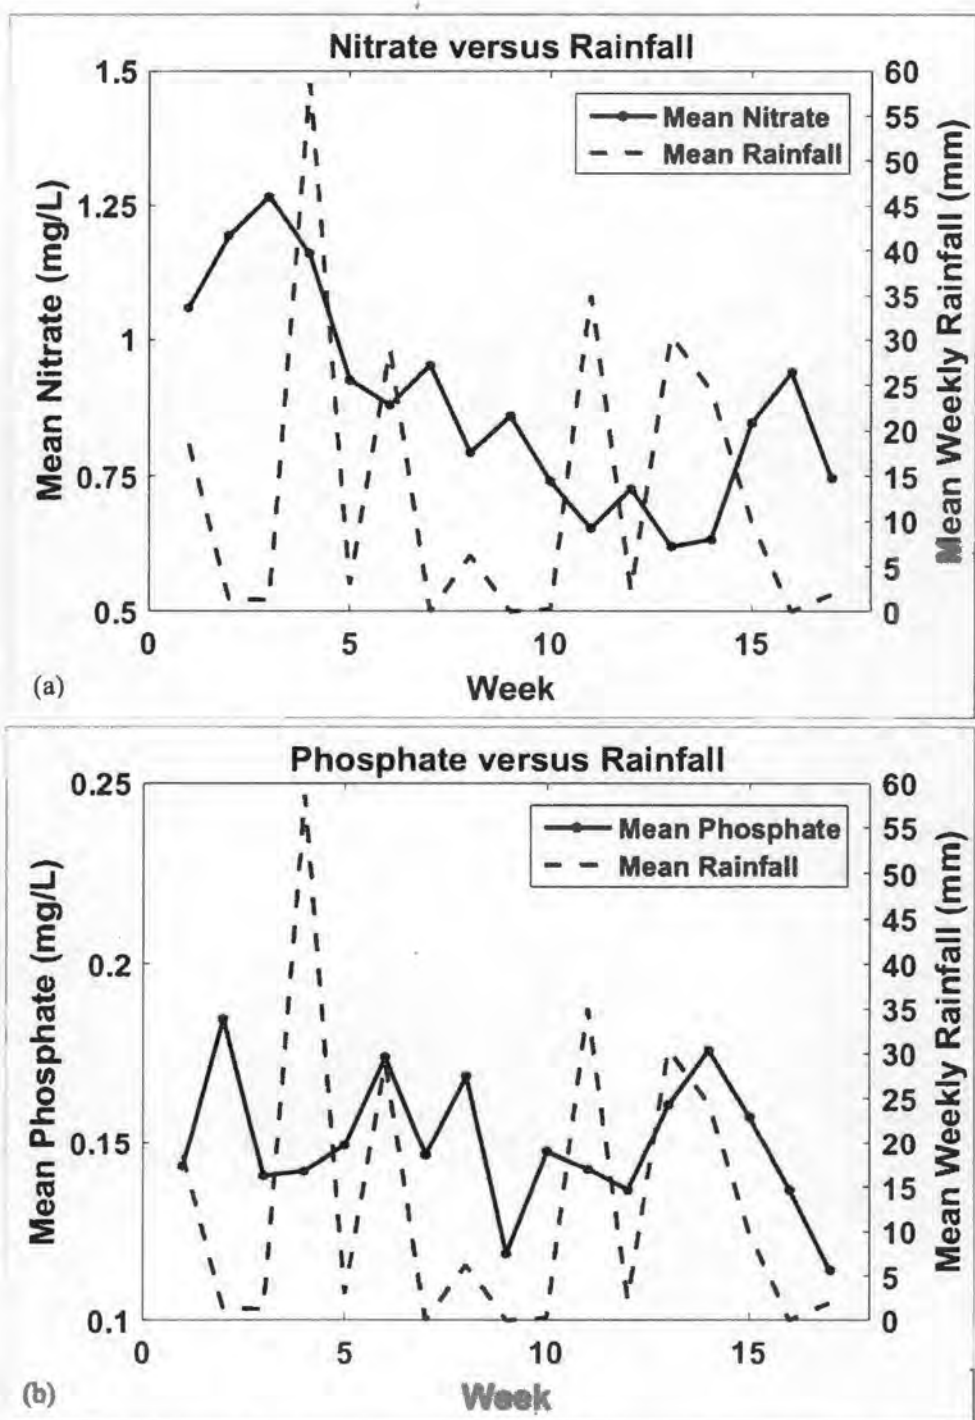 Nitrate versus Rainfall
1.5
1.25
1
0.75
0.5
Mean Nitrate (mg/L)
Mean Nitrate
Mean Rainfall
60
55
50
45
40
35
30
25
20
15
10
5
0
Mean Weekly Rainfall (mm)
0 5 10 15
Week
(a)
Phosphate versus Rainfall
0.25
0.2
0.15
0.1
Mean Phosphate (mg/L)
Mean Phosphate
Mean Rainfall
60
55
50
45
40
35
30
25
20
15
10
5
0
Mean Weekly Rainfall (mm)
0 5 10 15
Week
(b)